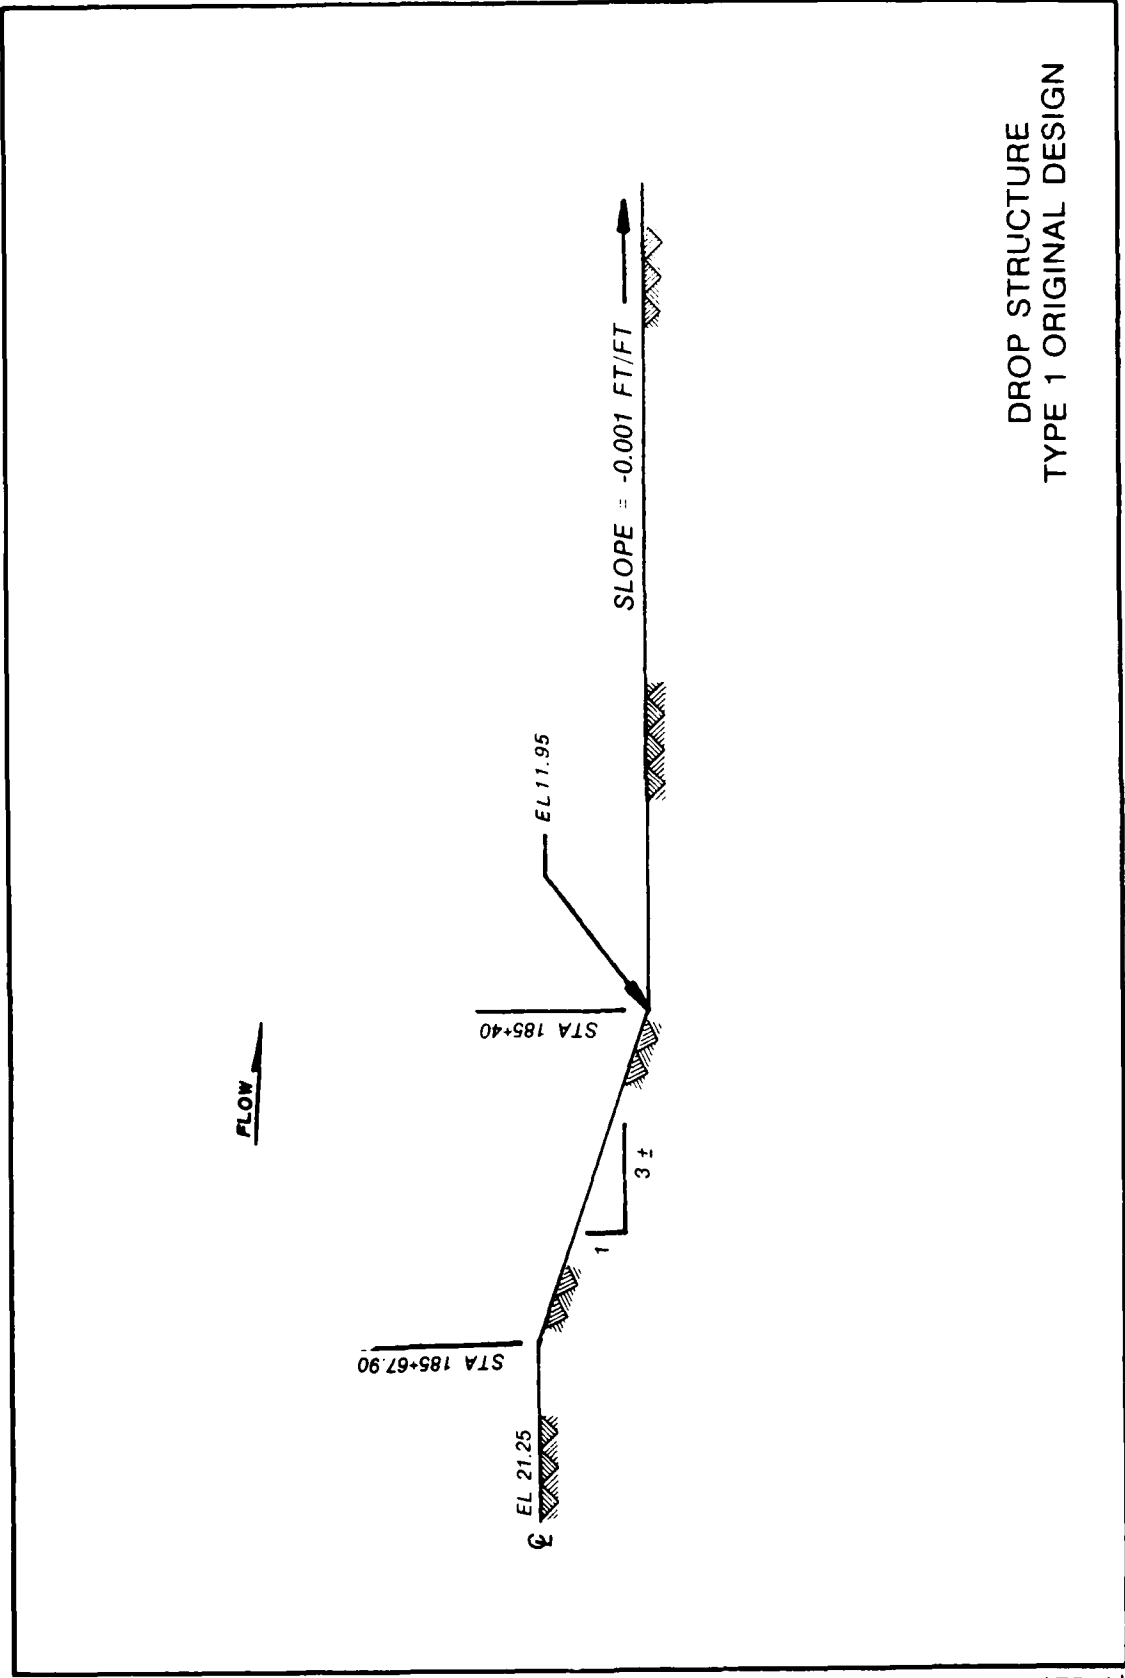 FLOW
STA 185+67.90
STA 185+40
EL 21.25
EL 11.95
1
3 ±
SLOPE = -0.001 FT/FT
DROP STRUCTURE
TYPE 1 ORIGINAL DESIGN